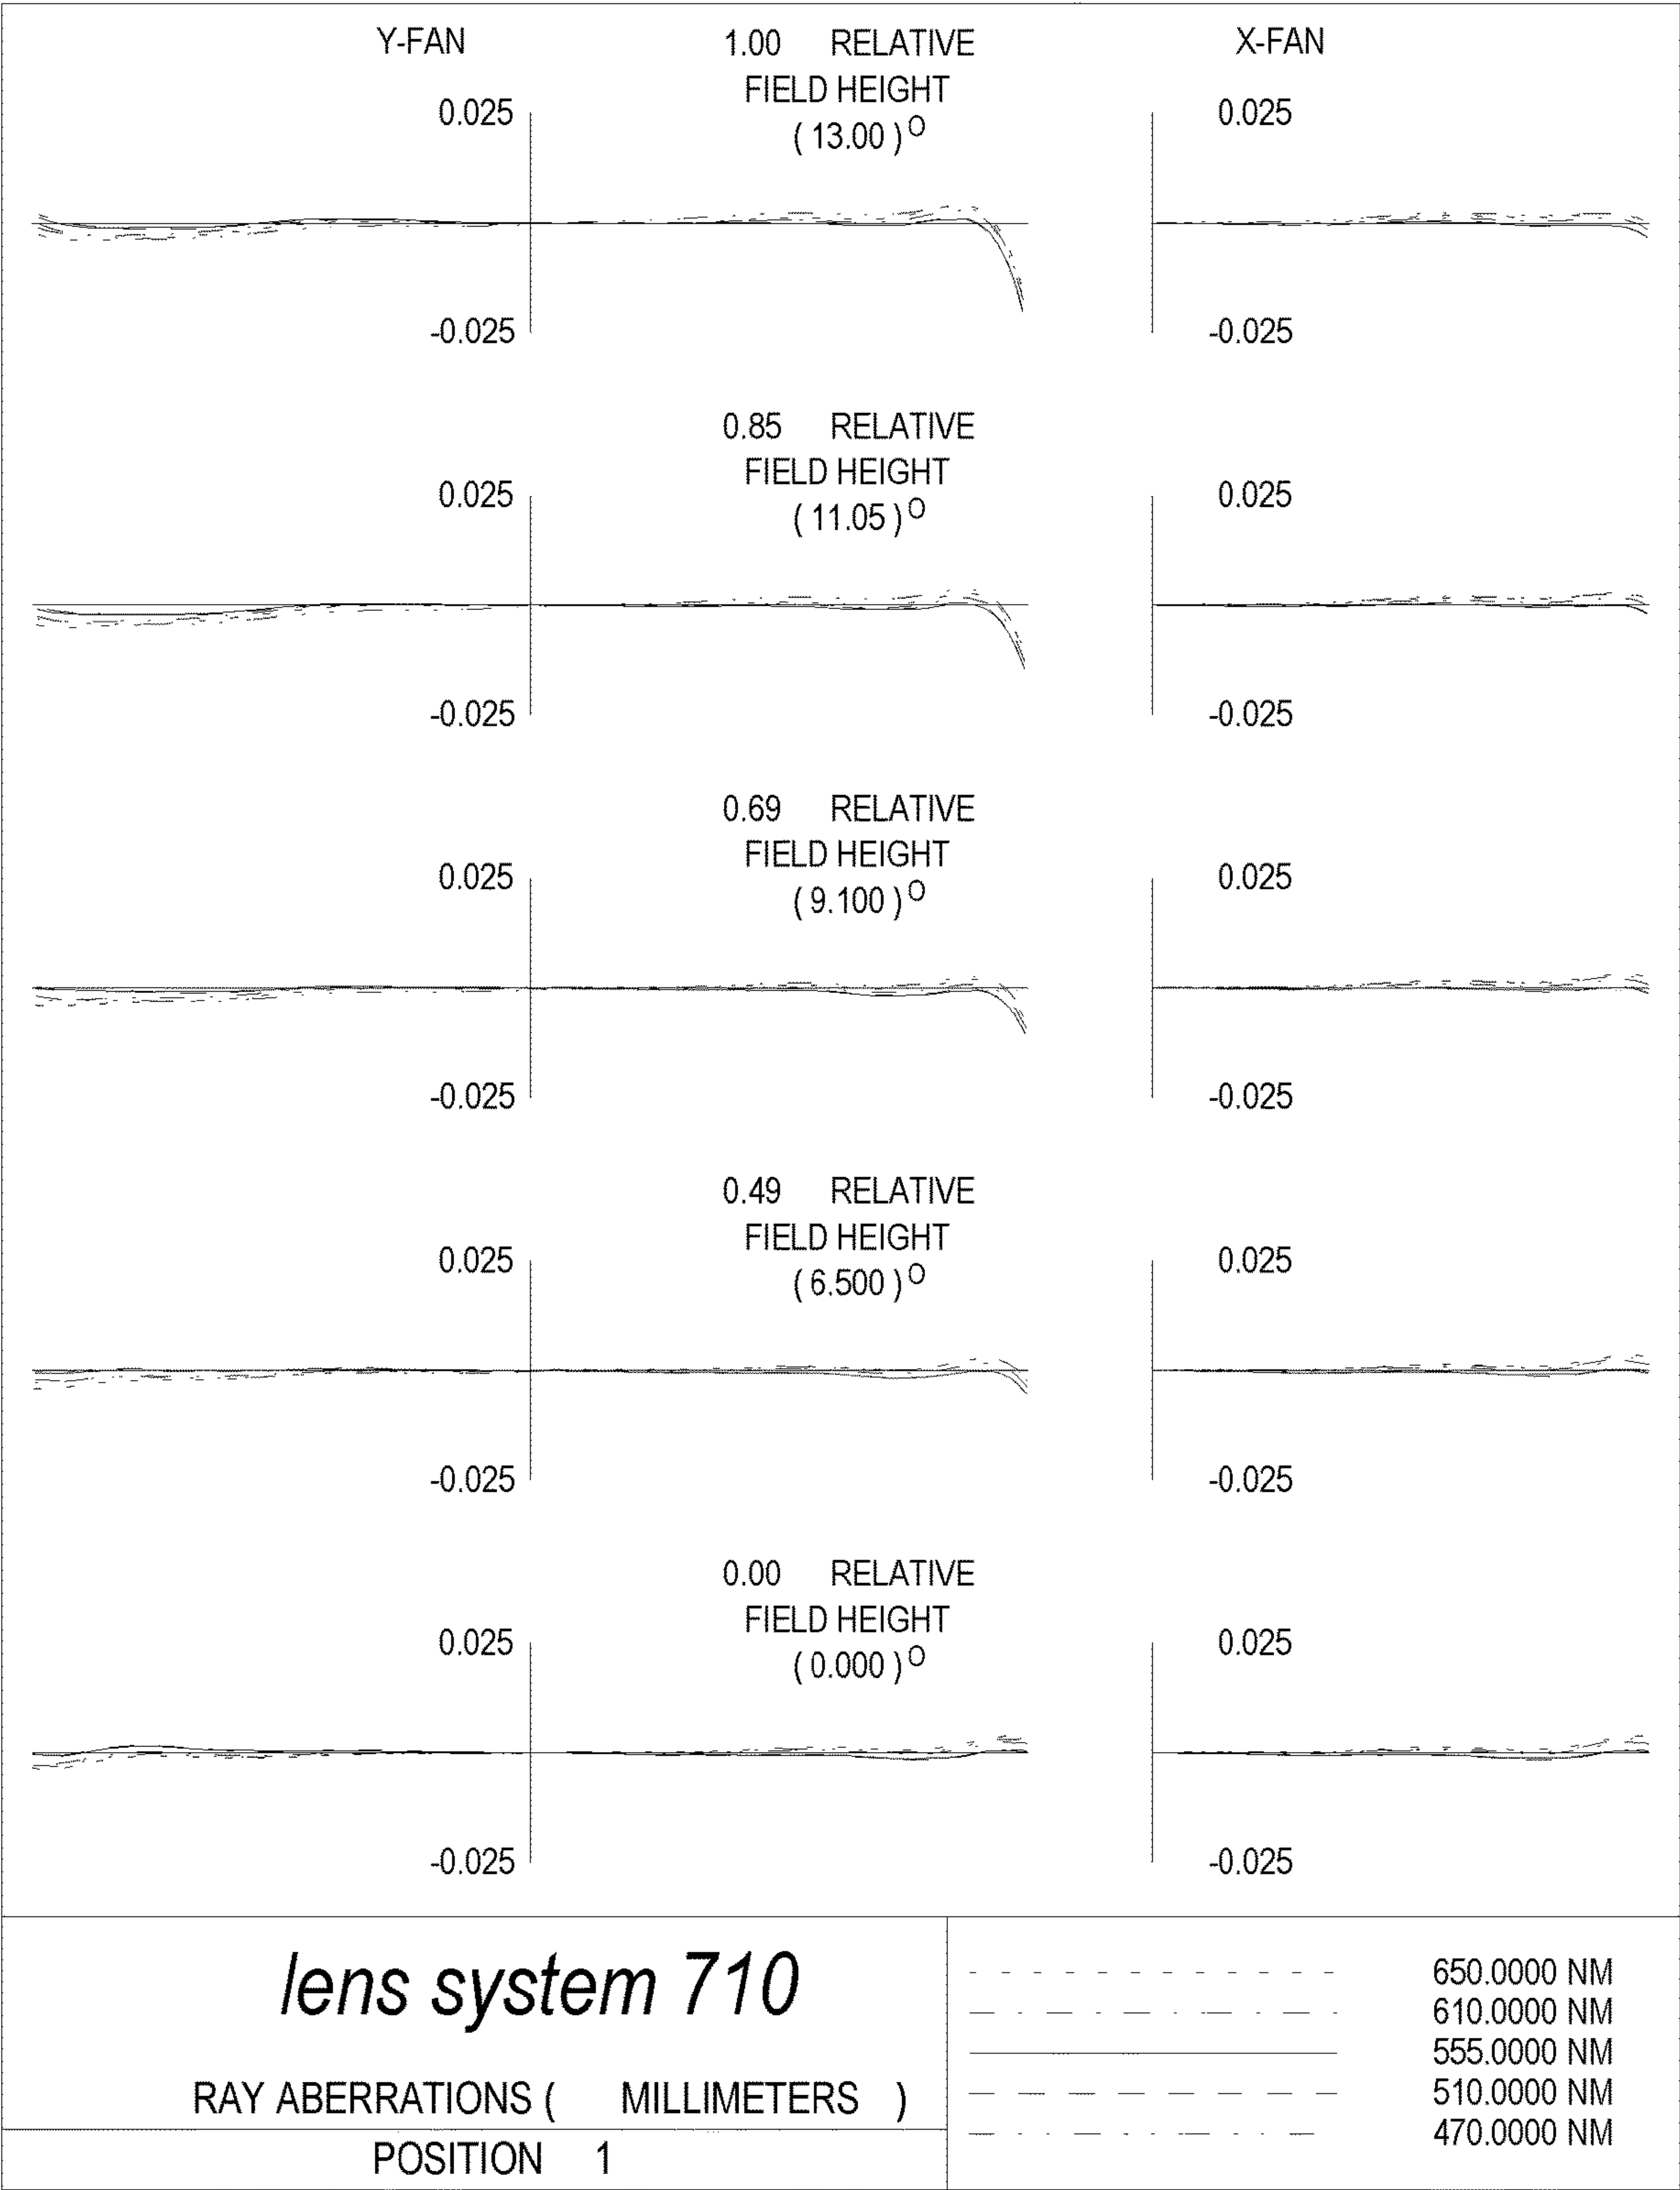 Y-FAN 1.00 RELATIVE X-FAN
FIELD HEIGHT
0.025 0.025
( 13.00 ) O
-0.025 -0.025
0.85 RELATIVE
FIELD HEIGHT
0.025 0.025
( 11.05 ) O
-0.025 -0.025
0.69 RELATIVE
FIELD HEIGHT
0.025 0.025
( 9.100 ) O
-0.025 -0.025
0.49 RELATIVE
FIELD HEIGHT
0.025 0.025
( 6.500 ) O
-0.025 -0.025
0.00 RELATIVE
FIELD HEIGHT
0.025 0.025
( 0.000 ) O
-0.025 -0.025
lens system 710
RAY ABERRATIONS ( MILLIMETERS )
POSITION 1
650.0000 NM
610.0000 NM
555.0000 NM
510.0000 NM
470.0000 NM